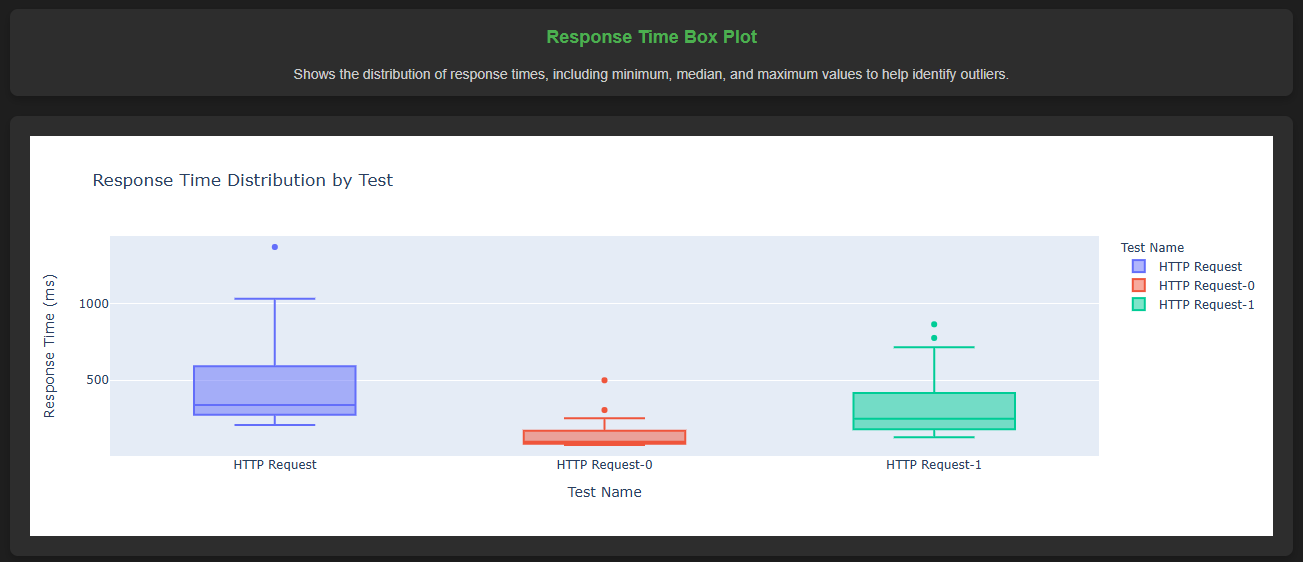 Response Time Box Plot
Shows the distribution of response times, including minimum, median, and maximum values to help identify outliers.
Response Time Distribution by Test
Test Name
HTTP Request
HTTP Request-0
HTTP Request-1
Response Time (ms)
1000
500
HTTP Request
HTTP Request-0
HTTP Request-1
Test Name